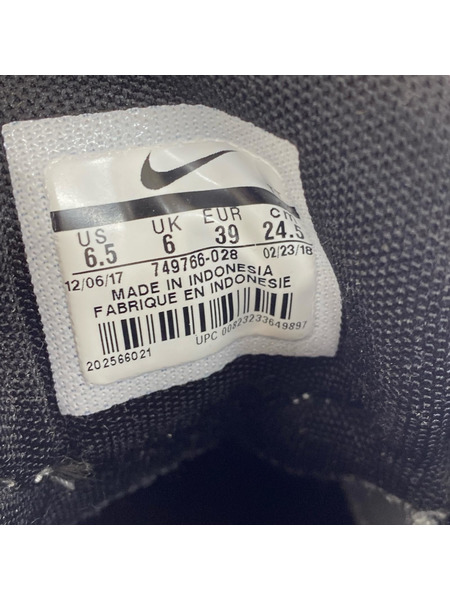 US UK EUR cm
6.5 6 39 24.5
12/06/17 749766-028 02/23/18
MADE IN INDONESIA
FABRIQUE EN INDONESIE
202566021 UPC 00823233649897